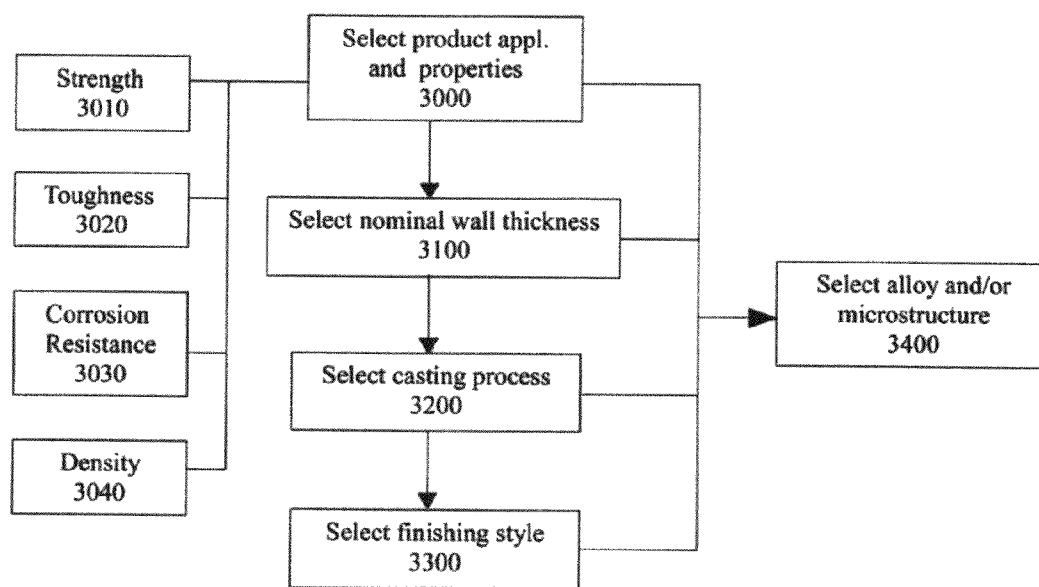 Select product appl.
and properties
3000
Strength
3010
Toughness
3020
Corrosion
Resistance
3030
Density
3040
Select nominal wall thickness
3100
Select casting process
3200
Select finishing style
3300
Select alloy and/or
microstructure
3400